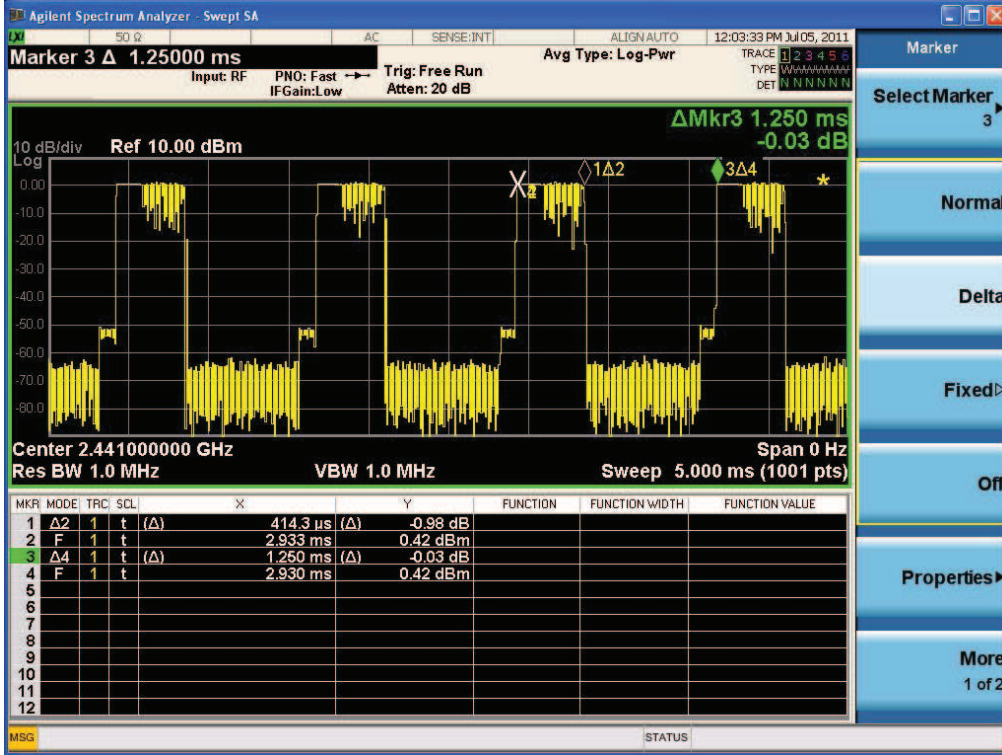 Agilent Spectrum Analyzer - Swept SA
LXI 50 Ω AC SENSE:INT ALIGNAUTO 12:03:33 PM Jul 05, 2011
Marker 3 Δ 1.25000 ms
Input: RF PNO: Fast Trig: Free Run Avg Type: Log-Pwr TRACE 1 2 3 4 5 6
IFGain:Low Atten: 20 dB TYPE
DET N N N N N N
ΔMkr3 1.250 ms
-0.03 dB
10 dB/div Ref 10.00 dBm
Log
1Δ2 3Δ4 *
0.00
-10.0
-20.0
-30.0
-40.0
-50.0
-60.0
-70.0
-80.0
Center 2.441000000 GHz Span 0 Hz
Res BW 1.0 MHz VBW 1.0 MHz Sweep 5.000 ms (1001 pts)
MKR MODE TRC SCL X Y FUNCTION FUNCTION WIDTH FUNCTION VALUE
1 Δ2 1 t (Δ) 414.3 µs (Δ) -0.98 dB
2 F 1 t 2.933 ms 0.42 dBm
3 Δ4 1 t (Δ) 1.250 ms (Δ) -0.03 dB
4 F 1 t 2.930 ms 0.42 dBm
5
6
7
8
9
10
11
12
MSG STATUS
Marker
Select Marker
3
Normal
Delta
Fixed
Off
Properties
More
1 of 2